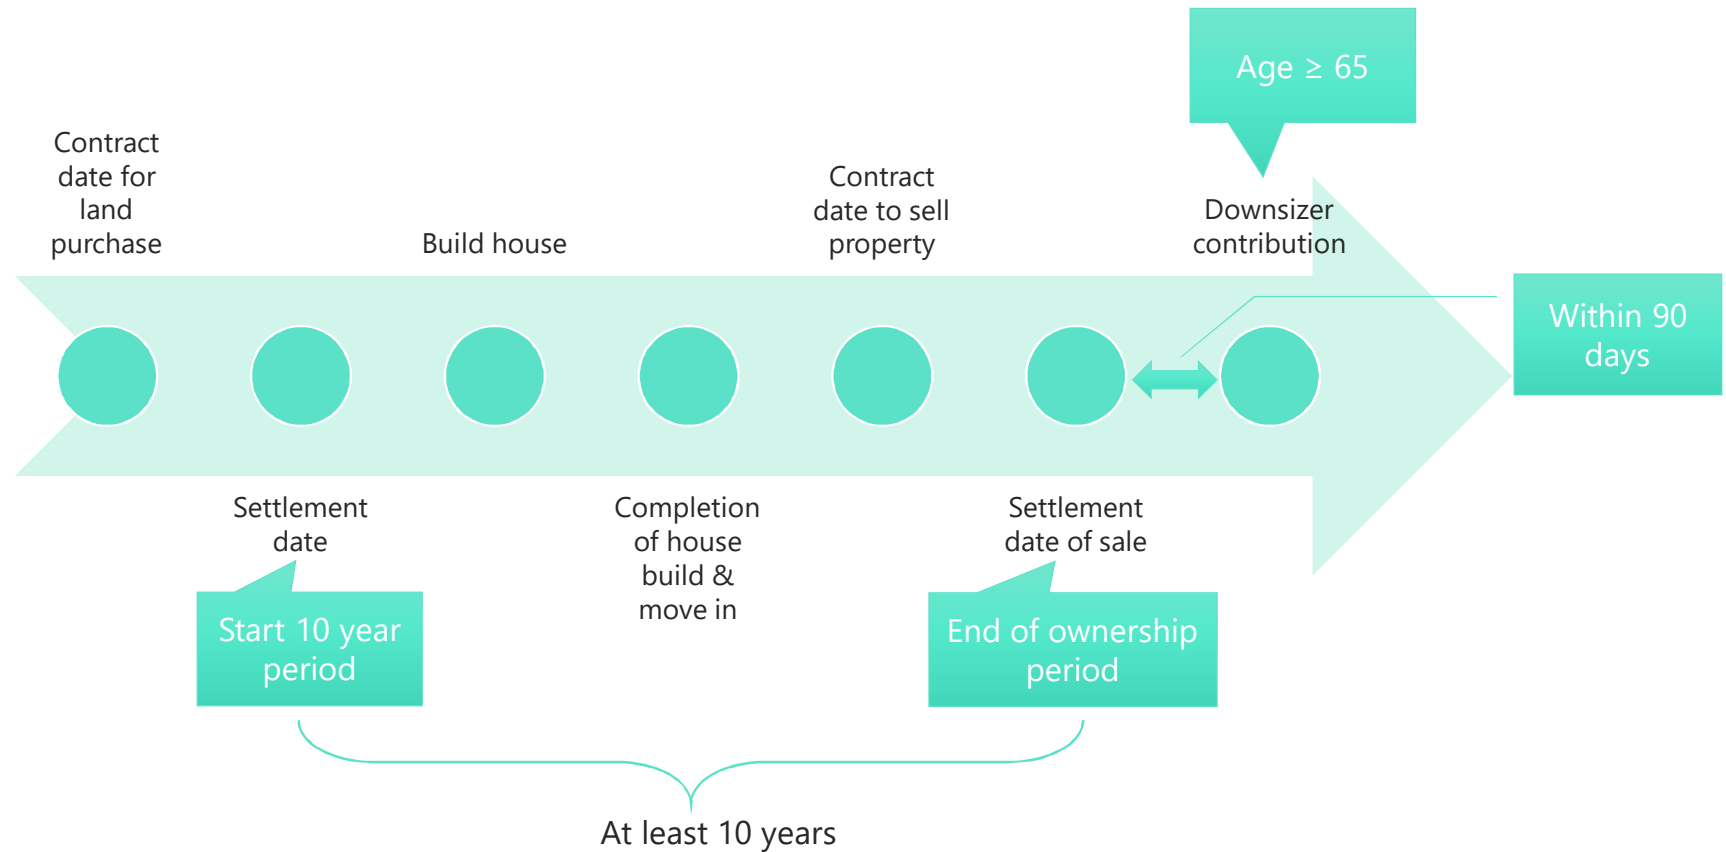 Age ≥ 65
Contract
date for
land
purchase
Build house
Contract
date to sell
property
Downsizer
contribution
Within 90
days
Settlement
date
Completion
of house
build &
move in
Settlement
date of sale
Start 10 year
period
End of ownership
period
At least 10 years